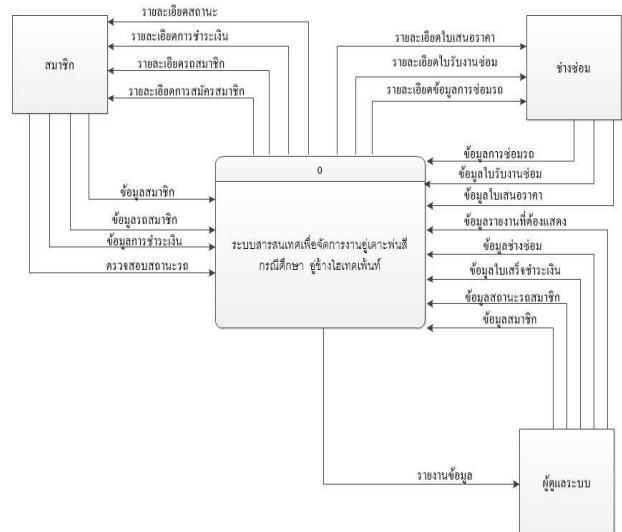 รายละเอียดสถานะ
รายละเอียดการชำระเงิน
รายละเอียดรถสมาชิก
รายละเอียดการสมัครสมาชิก
สมาชิก
รายละเอียดใบเสนอราคา
รายละเอียดใบรับงานซ่อม
รายละเอียดข้อมูลการซ่อมรถ
ช่างซ่อม
ข้อมูลการซ่อมรถ
ข้อมูลใบรับงานซ่อม
ข้อมูลใบเสนอราคา
0
ระบบสารสนเทศเพื่อจัดการงานอู่เคาะพ่นสี
กรณีศึกษา อู่ช้างไฮเทคเพ้นท์
ข้อมูลสมาชิก
ข้อมูลรถสมาชิก
ข้อมูลการชำระเงิน
ตรวจสอบสถานะรถ
ข้อมูลรายงานที่ต้องแสดง
ข้อมูลช่างซ่อม
ข้อมูลใบเสร็จชำระเงิน
ข้อมูลสถานะรถสมาชิก
ข้อมูลสมาชิก
รายงานข้อมูล
ผู้ดูแลระบบ